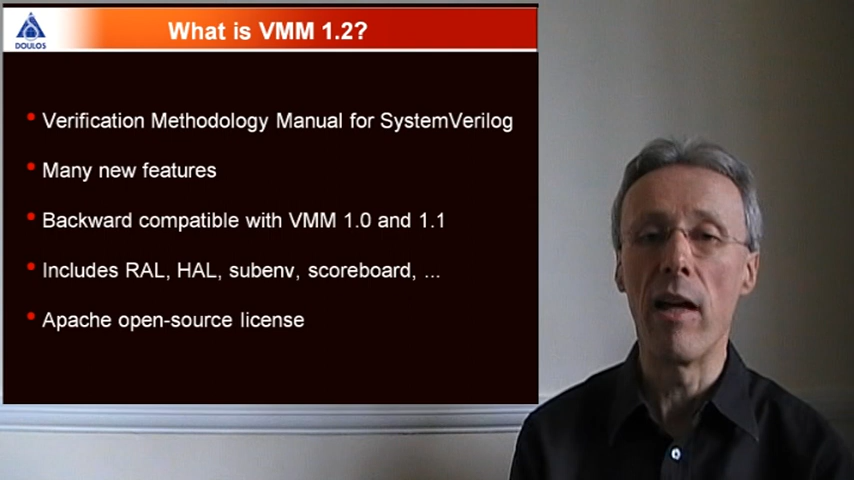 DOULOS
What is VMM 1.2?
• Verification Methodology Manual for SystemVerilog
• Many new features
• Backward compatible with VMM 1.0 and 1.1
• Includes RAL, HAL, subenv, scoreboard, ...
• Apache open-source license